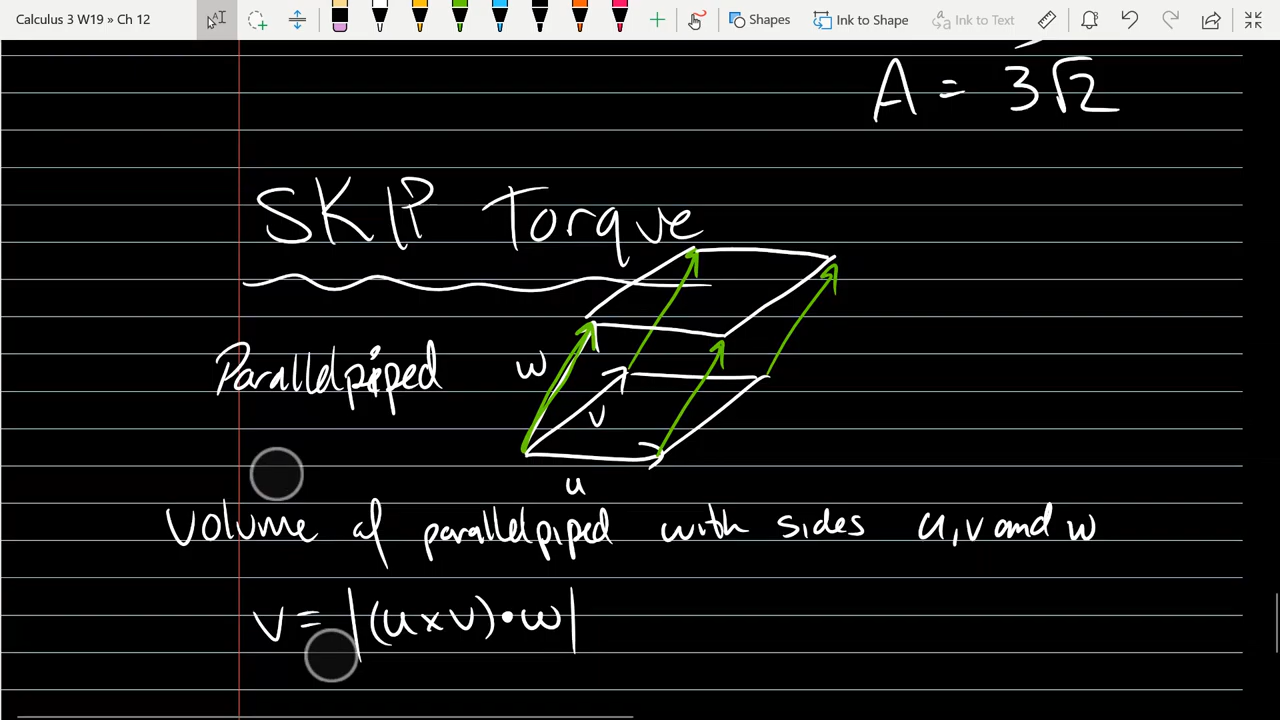 Calculus 3 W19 » Ch 12
Shapes
Ink to Shape
Ink to Text
A = 3√2
SKIP Torque
Parallelpiped
w
v
u
Volume of parallelpiped with sides u, v and w
V = |(u×v)•w|